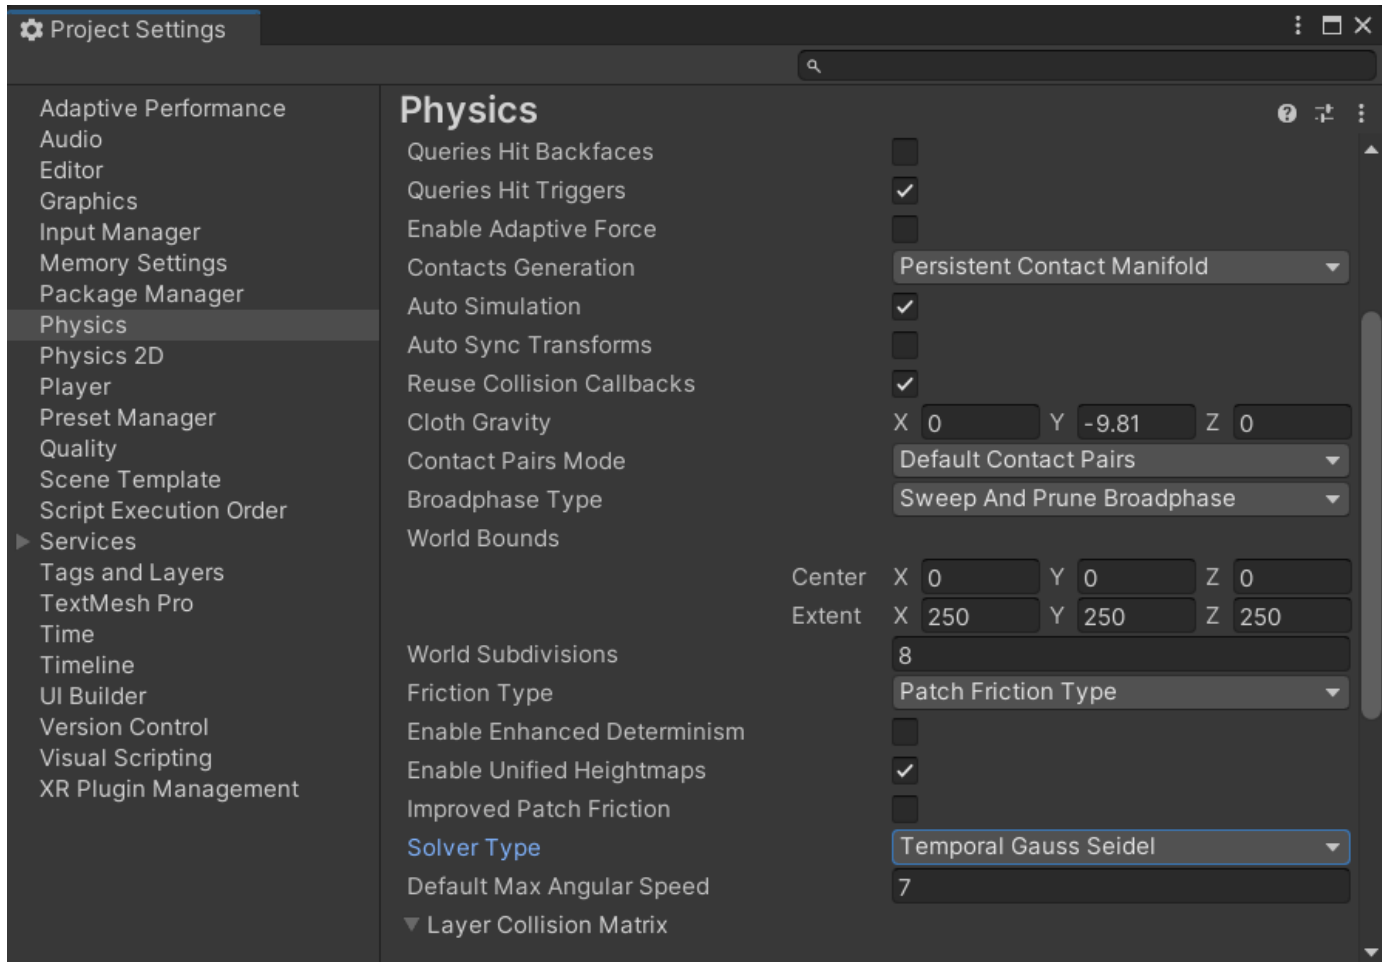 Project Settings
Adaptive Performance
Audio
Editor
Graphics
Input Manager
Memory Settings
Package Manager
Physics
Physics 2D
Player
Preset Manager
Quality
Scene Template
Script Execution Order
Services
Tags and Layers
TextMesh Pro
Time
Timeline
UI Builder
Version Control
Visual Scripting
XR Plugin Management
Physics
Queries Hit Backfaces
Queries Hit Triggers
Enable Adaptive Force
Contacts Generation Persistent Contact Manifold
Auto Simulation
Auto Sync Transforms
Reuse Collision Callbacks
Cloth Gravity X 0 Y -9.81 Z 0
Contact Pairs Mode Default Contact Pairs
Broadphase Type Sweep And Prune Broadphase
World Bounds
Center X 0 Y 0 Z 0
Extent X 250 Y 250 Z 250
World Subdivisions 8
Friction Type Patch Friction Type
Enable Enhanced Determinism
Enable Unified Heightmaps
Improved Patch Friction
Solver Type Temporal Gauss Seidel
Default Max Angular Speed 7
Layer Collision Matrix